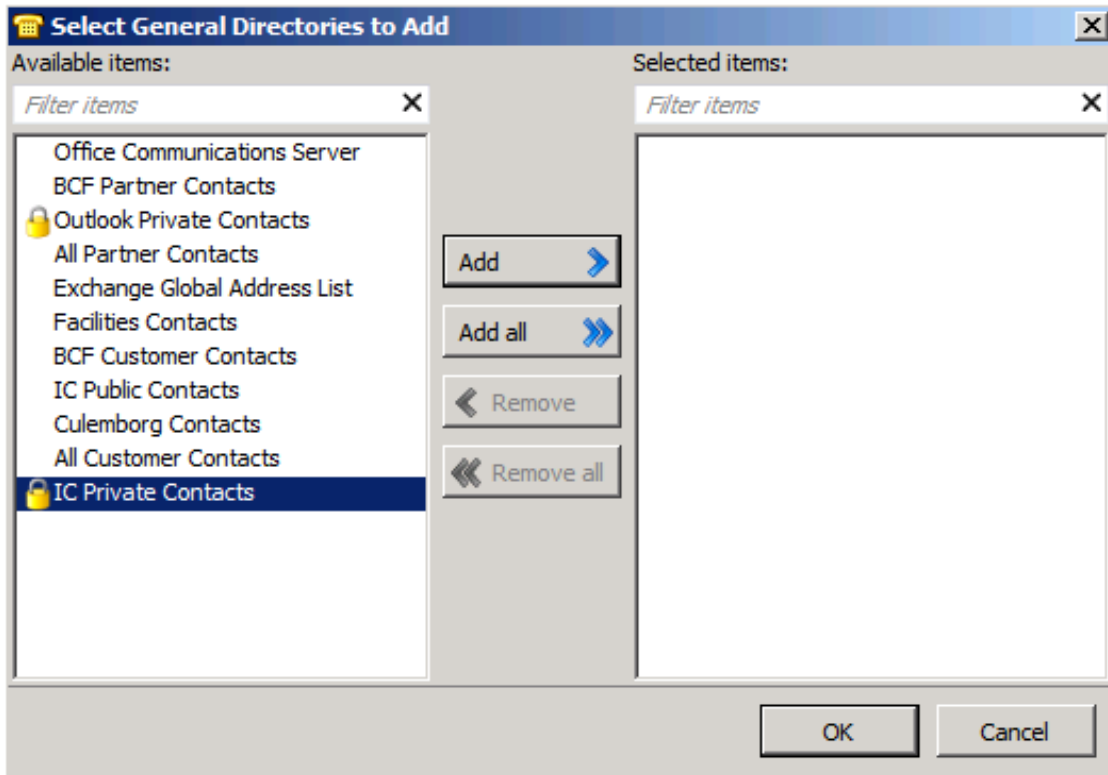 Select General Directories to Add
Available items:
Selected items:
Filter items
Filter items
Office Communications Server
BCF Partner Contacts
Outlook Private Contacts
All Partner Contacts
Exchange Global Address List
Facilities Contacts
BCF Customer Contacts
IC Public Contacts
Culemborg Contacts
All Customer Contacts
IC Private Contacts
Add
Add all
Remove
Remove all
OK
Cancel